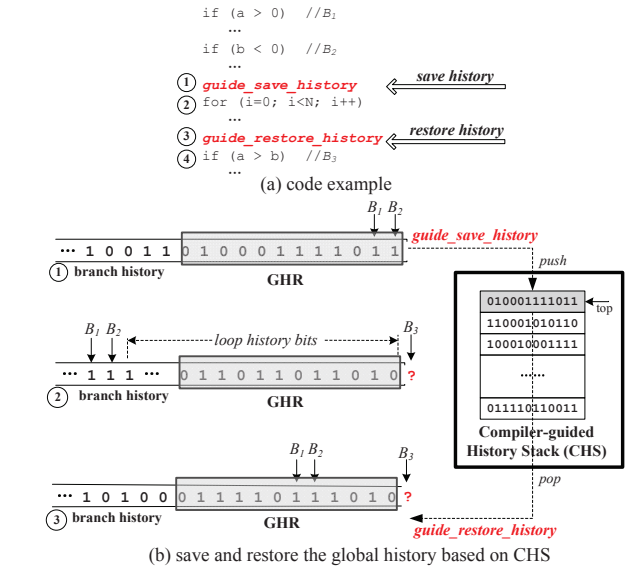 if (a > 0) //B1
…
if (b < 0) //B2
…
1 guide_save_history save history
2 for (i=0; i<N; i++)
…
3 guide_restore_history restore history
4 if (a > b) //B3
…
(a) code example
B1 B2
guide_save_history
… 1 0 0 1 1 0 1 0 0 0 1 1 1 1 0 1 1
1 branch history GHR
push
010001111011 top
110001010110
100010001111
……
011110110011
Compiler-guided
History Stack (CHS)
B1 B2 loop history bits B3
… 1 1 1 … 0 1 1 0 1 1 0 1 1 0 1 0 ?
2 branch history GHR
B1 B2 B3
… 1 0 1 0 0 0 1 1 1 1 0 1 1 1 0 1 0 ?
3 branch history GHR
pop
guide_restore_history
(b) save and restore the global history based on CHS